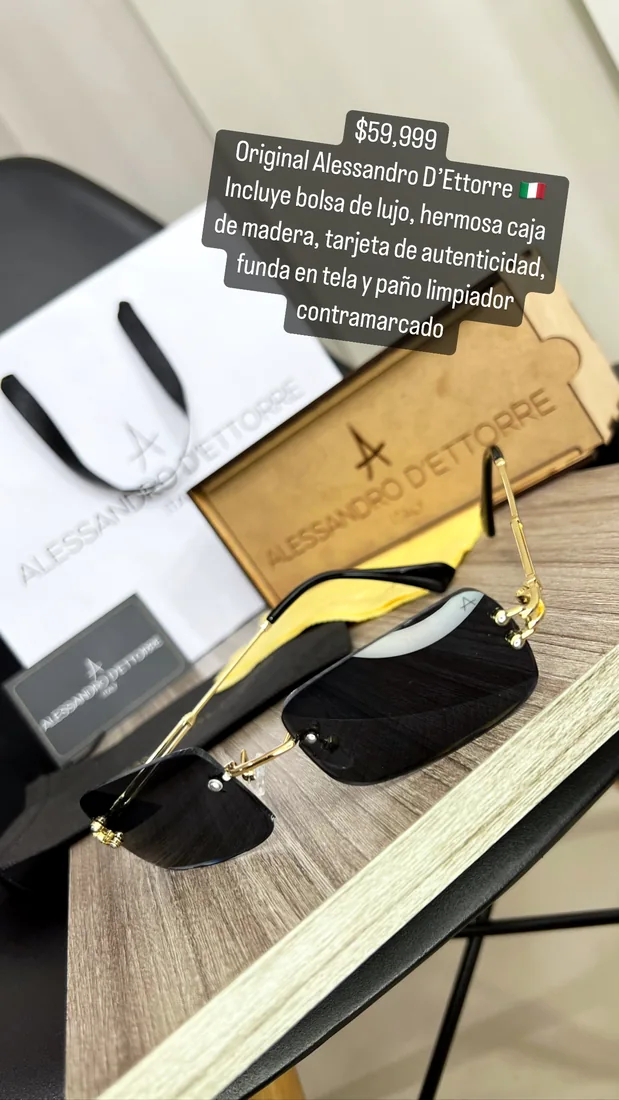 $59,999
Original Alessandro D'Ettorre 🇮🇹
Incluye bolsa de lujo, hermosa caja
de madera, tarjeta de autenticidad,
funda en tela y paño limpiador
contramarcado
ALESSANDRO D'ETTORRE
ALESSANDRO D'ETTORRE
ALESSANDRO D'ETTORRE